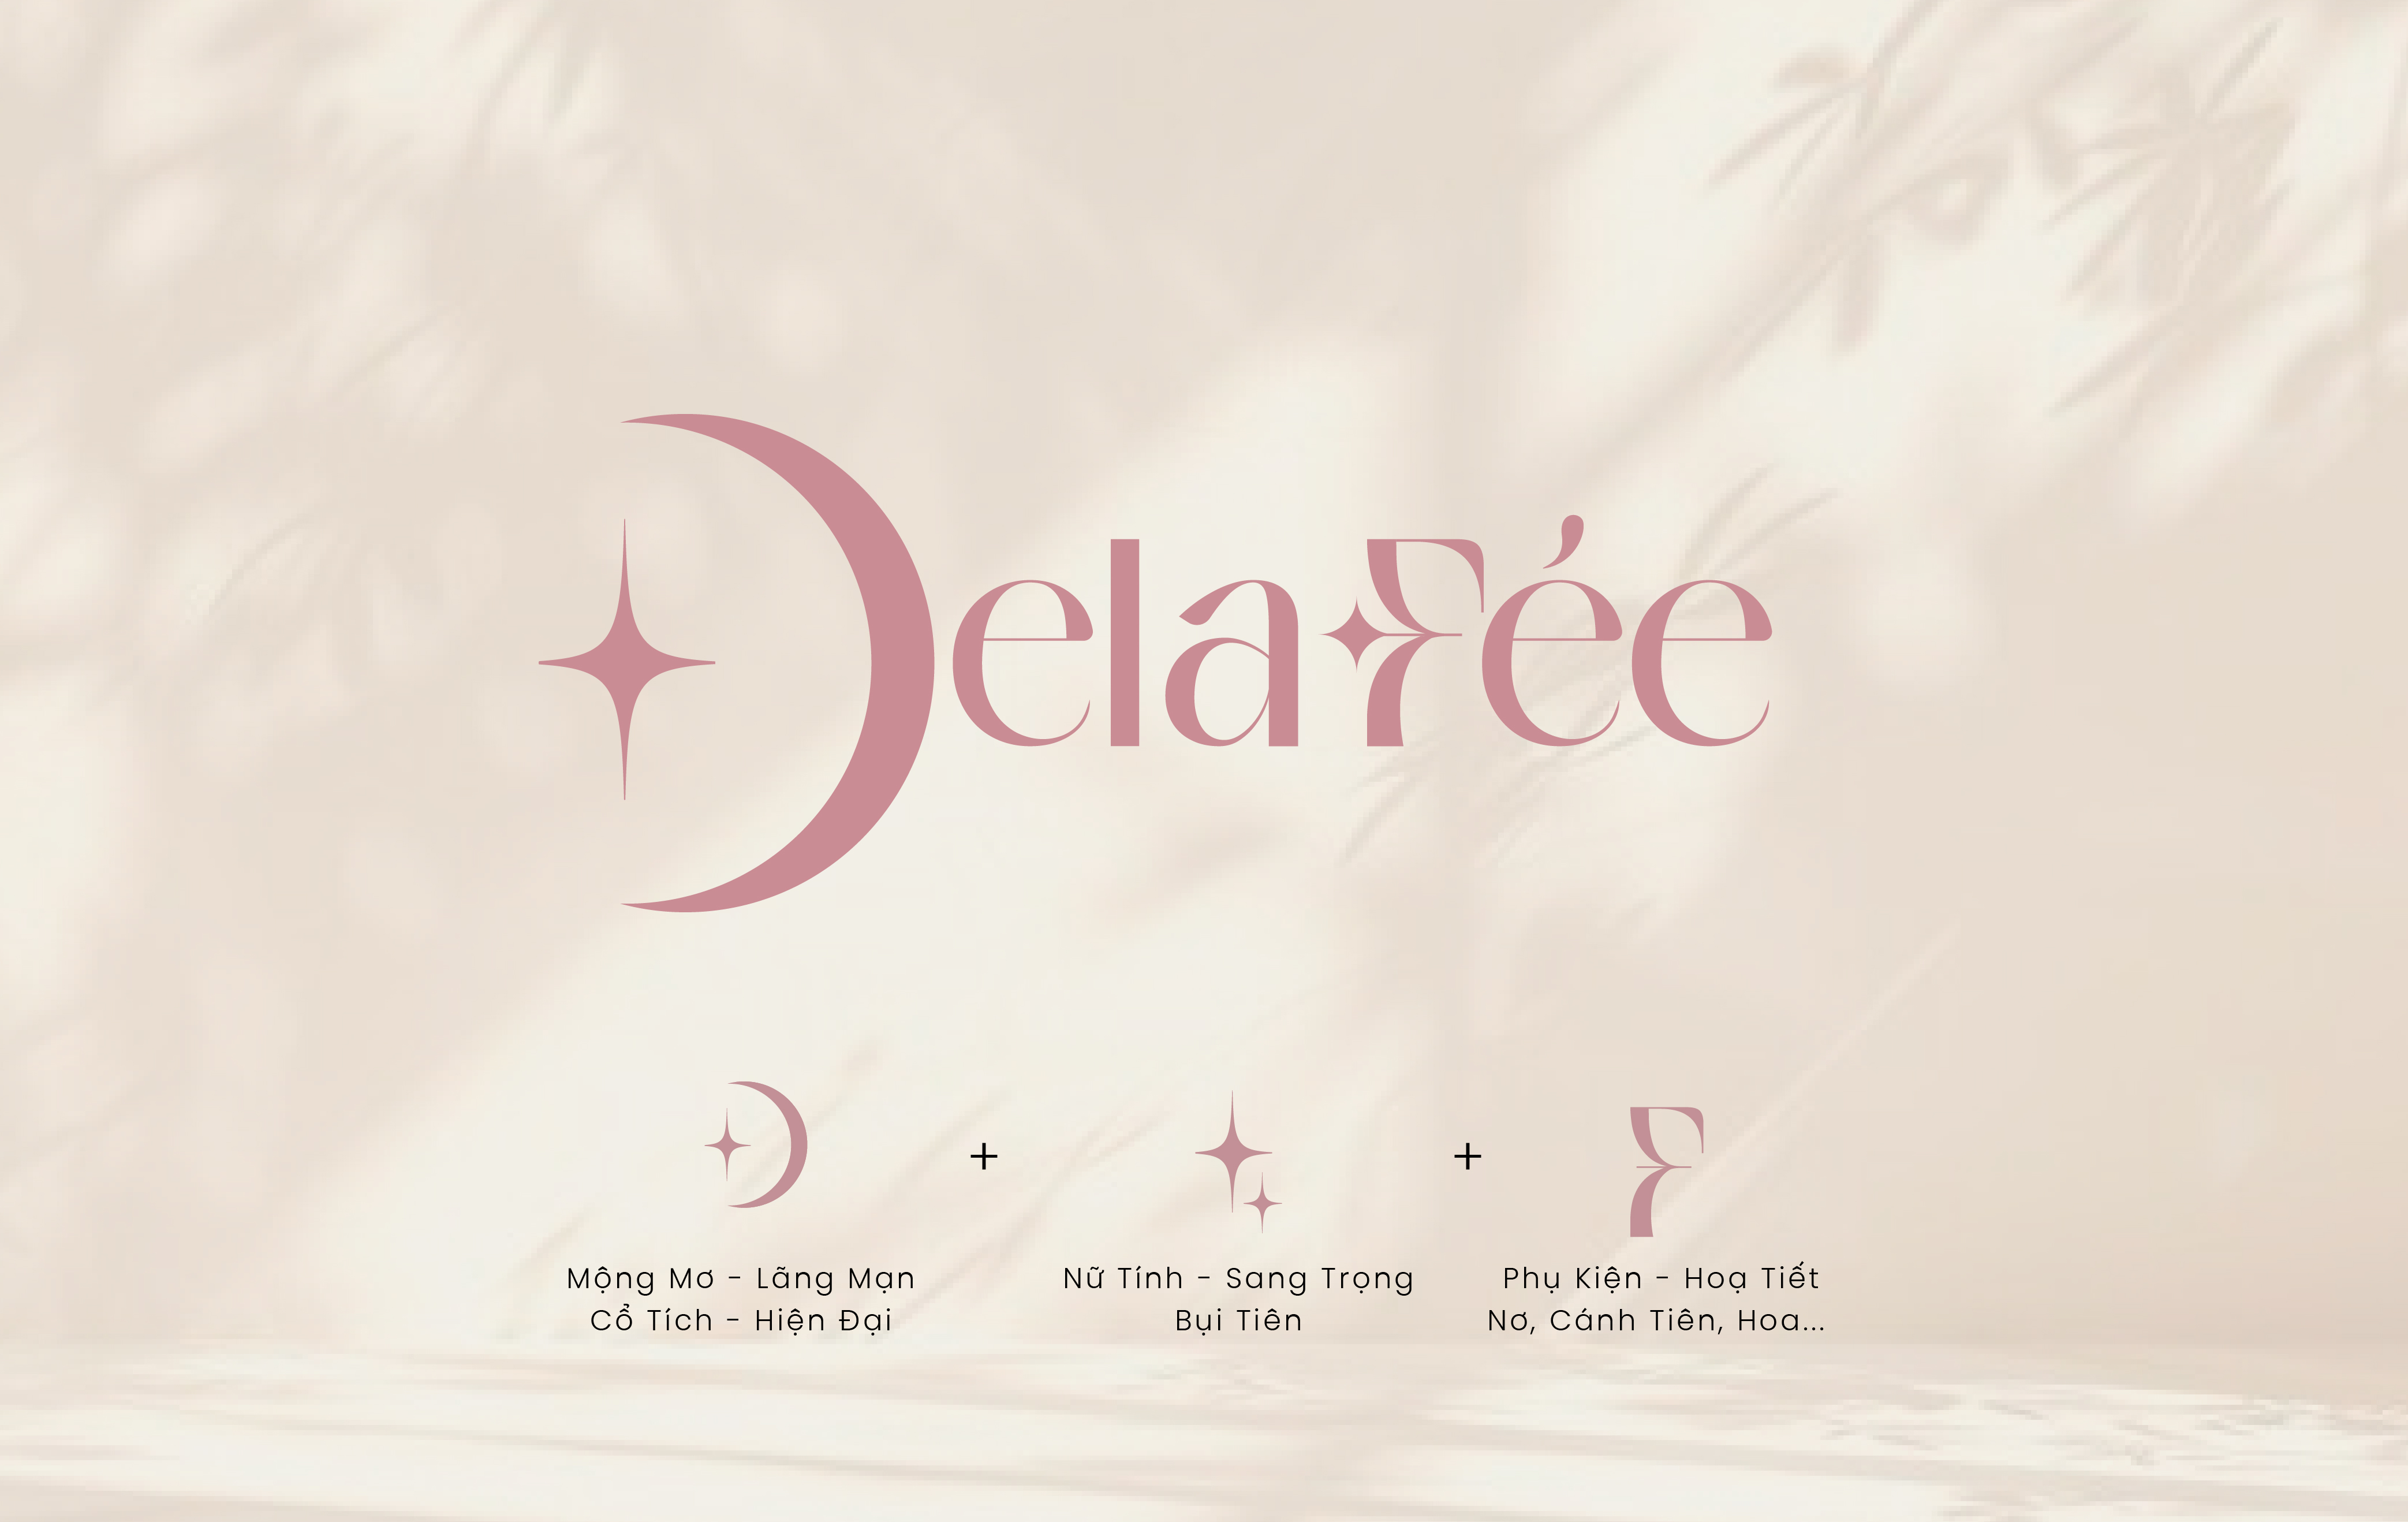 DelaFée
+
+
Mộng Mơ - Lãng Mạn
Cổ Tích - Hiện Đại
Nữ Tính - Sang Trọng
Bụi Tiên
F
Phụ Kiện - Hoạ Tiết
Nơ, Cánh Tiên, Hoa...